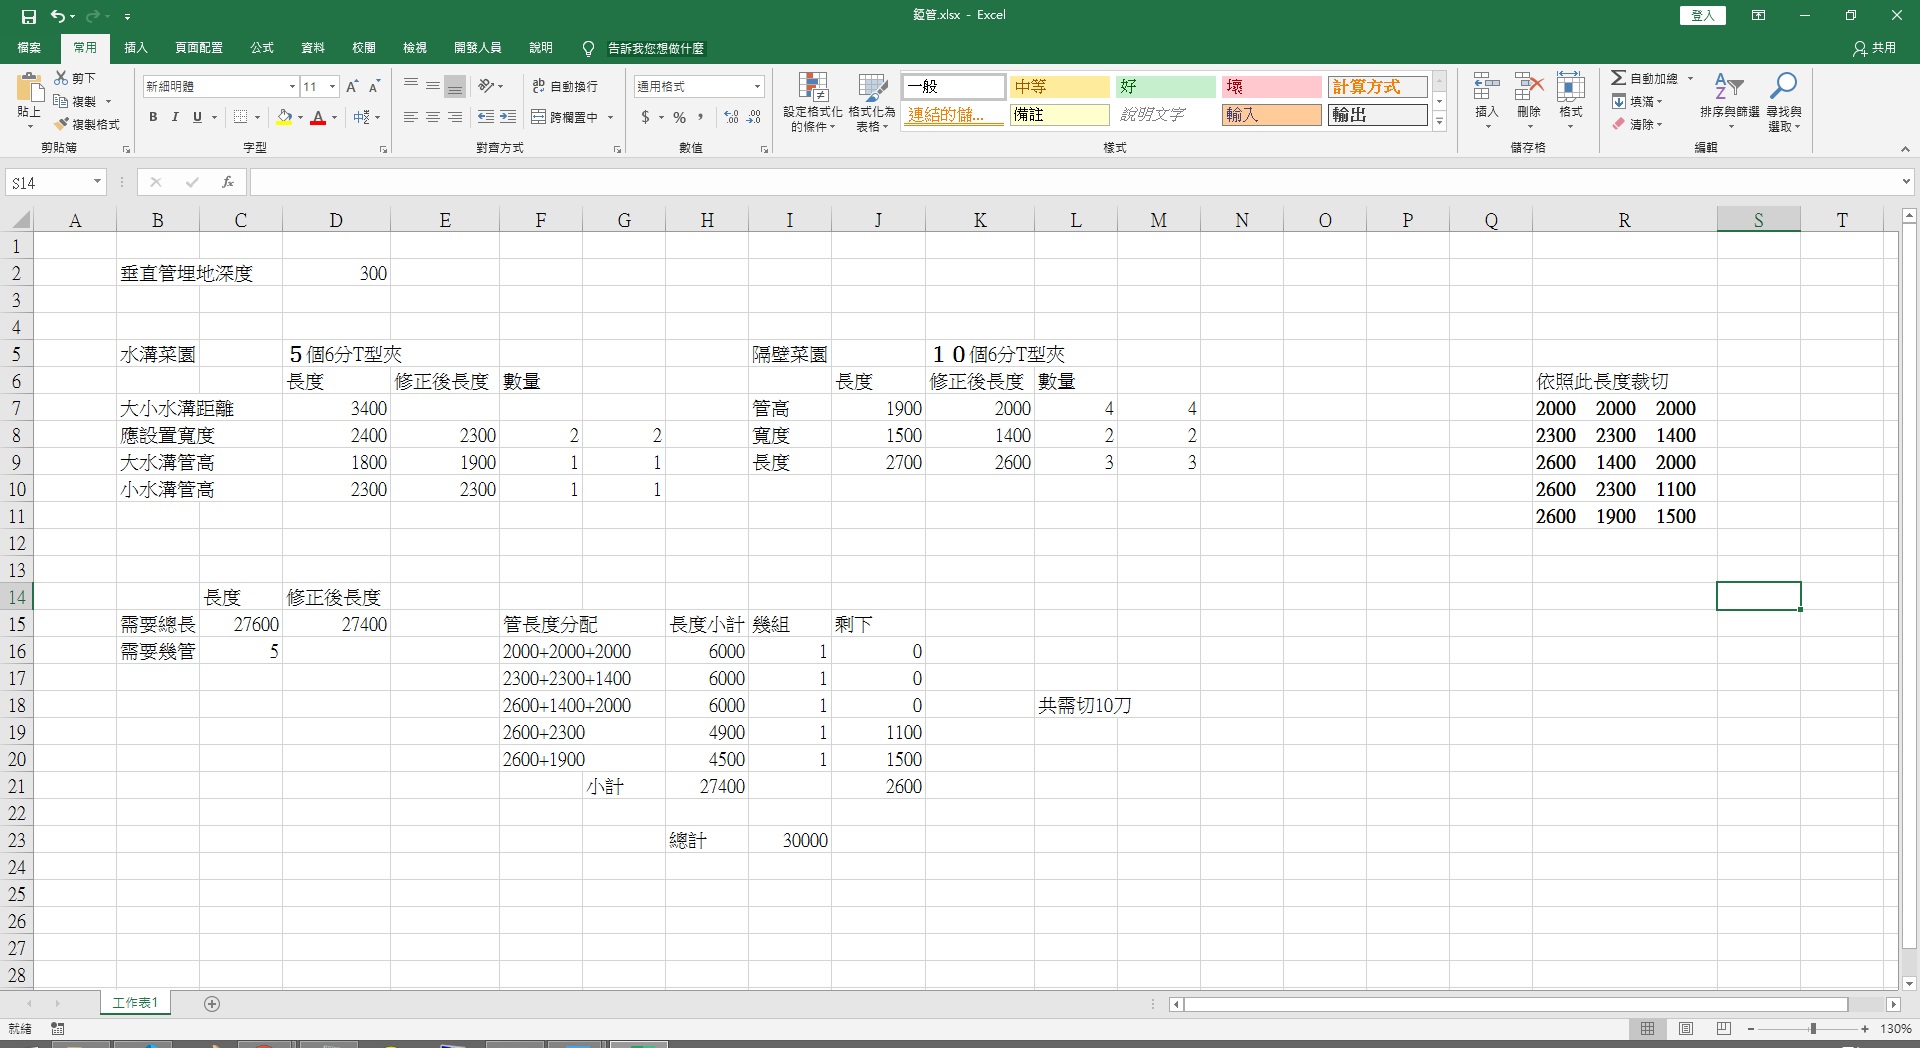 錏管.xlsx - Excel
登入
檔案 常用 插入 頁面配置 公式 資料 校閱 檢視 開發人員 說明 告訴我您想做什麼 共用
貼上 剪下 複製 複製格式 剪貼簿
新細明體 11 B I U 字型
自動換行 跨欄置中 對齊方式
通用格式 $ % , 數值
設定格式化的條件 格式化為表格
一般 中等 好 壞 計算方式
連結的儲... 備註 說明文字 輸入 輸出
樣式
插入 刪除 格式 儲存格
自動加總 填滿 清除 排序與篩選 尋找與選取 編輯
S14 fx
A B C D E F G H I J K L M N O P Q R S T
1
2 垂直管埋地深度 300
3
4
5 水溝菜園 5個6分T型夾 隔壁菜園 10個6分T型夾
6 長度 修正後長度 數量 長度 修正後長度 數量 依照此長度裁切
7 大小水溝距離 3400 管高 1900 2000 4 4 2000 2000 2000
8 應設置寬度 2400 2300 2 2 寬度 1500 1400 2 2 2300 2300 1400
9 大水溝管高 1800 1900 1 1 長度 2700 2600 3 3 2600 1400 2000
10 小水溝管高 2300 2300 1 1 2600 2300 1100
11 2600 1900 1500
12
13
14 長度 修正後長度
15 需要總長 27600 27400 管長度分配 長度小計 幾組 剩下
16 需要幾管 5 2000+2000+2000 6000 1 0
17 2300+2300+1400 6000 1 0
18 2600+1400+2000 6000 1 0 共需切10刀
19 2600+2300 4900 1 1100
20 2600+1900 4500 1 1500
21 小計 27400 2600
22
23 總計 30000
24
25
26
27
28
工作表1
就緒 130%